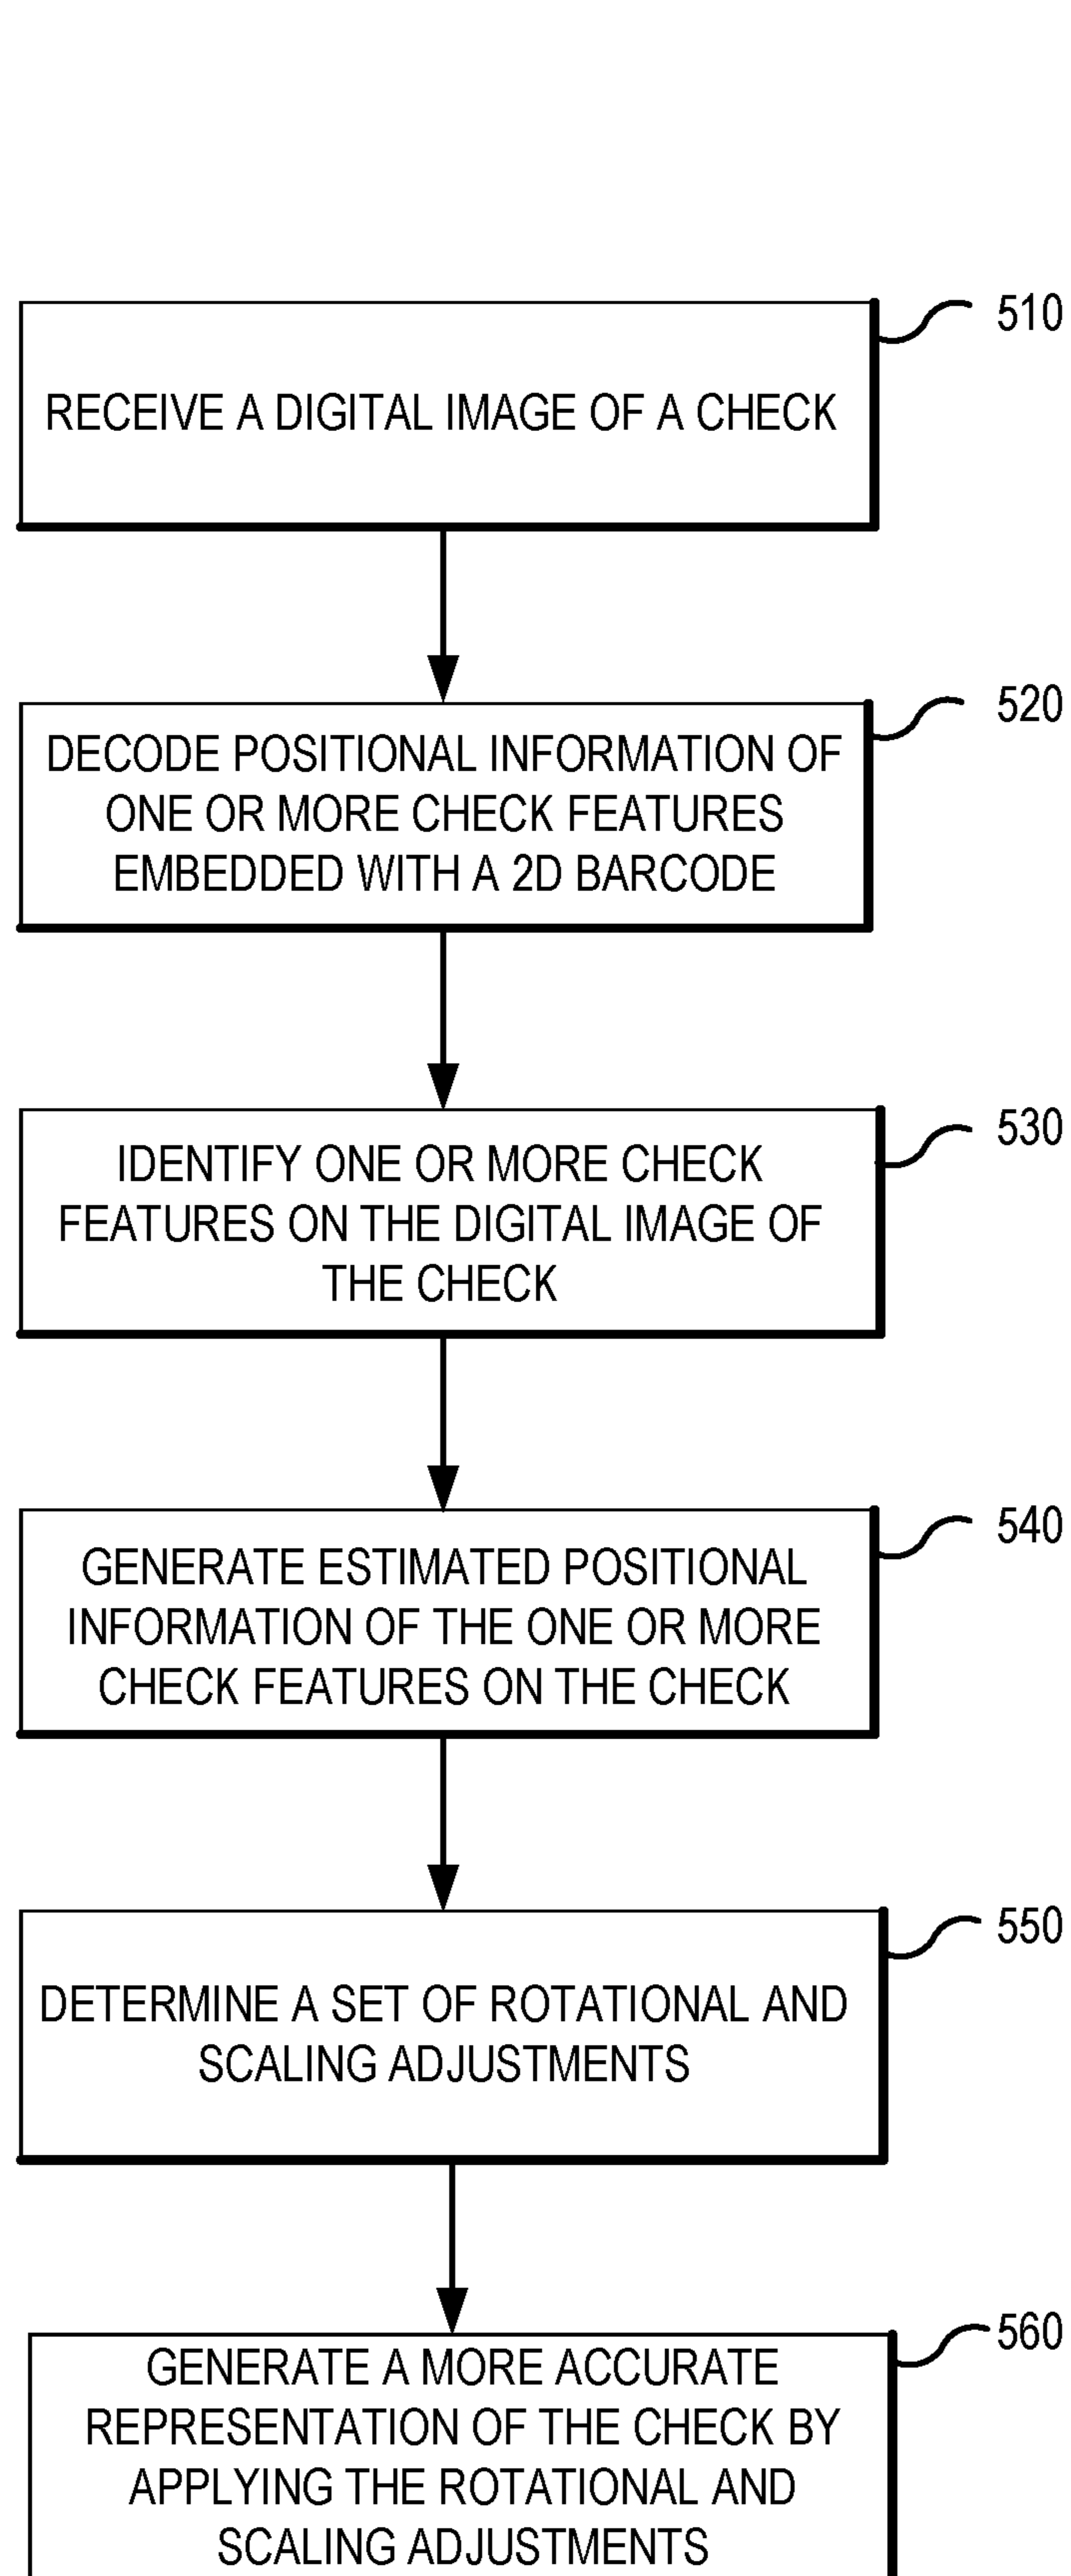 510
RECEIVE A DIGITAL IMAGE OF A CHECK
520
DECODE POSITIONAL INFORMATION OF
ONE OR MORE CHECK FEATURES
EMBEDDED WITH A 2D BARCODE
530
IDENTIFY ONE OR MORE CHECK
FEATURES ON THE DIGITAL IMAGE OF
THE CHECK
540
GENERATE ESTIMATED POSITIONAL
INFORMATION OF THE ONE OR MORE
CHECK FEATURES ON THE CHECK
550
DETERMINE A SET OF ROTATIONAL AND
SCALING ADJUSTMENTS
560
GENERATE A MORE ACCURATE
REPRESENTATION OF THE CHECK BY
APPLYING THE ROTATIONAL AND
SCALING ADJUSTMENTS